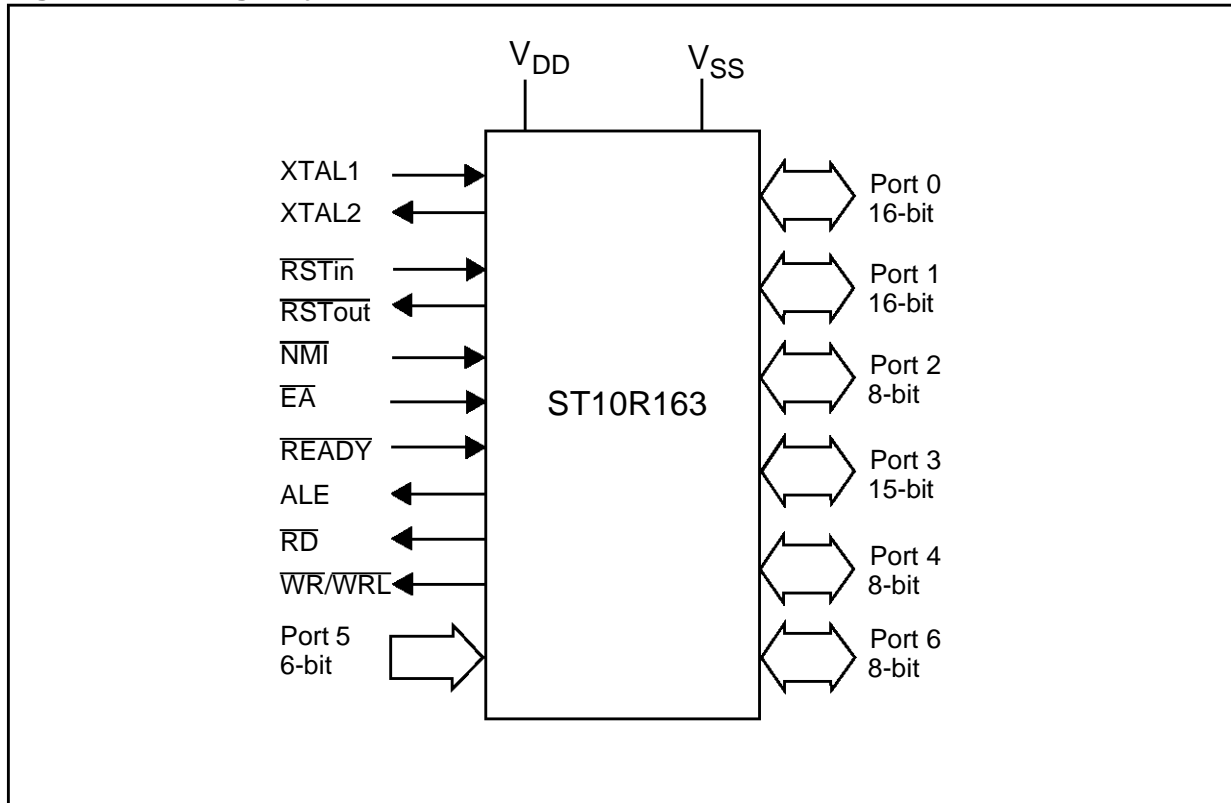 VDD
VSS
XTAL1
XTAL2
RSTin
RSTout
NMI
EA
READY
ALE
RD
WR/WRL
Port 5
6-bit
ST10R163
Port 0
16-bit
Port 1
16-bit
Port 2
8-bit
Port 3
15-bit
Port 4
8-bit
Port 6
8-bit